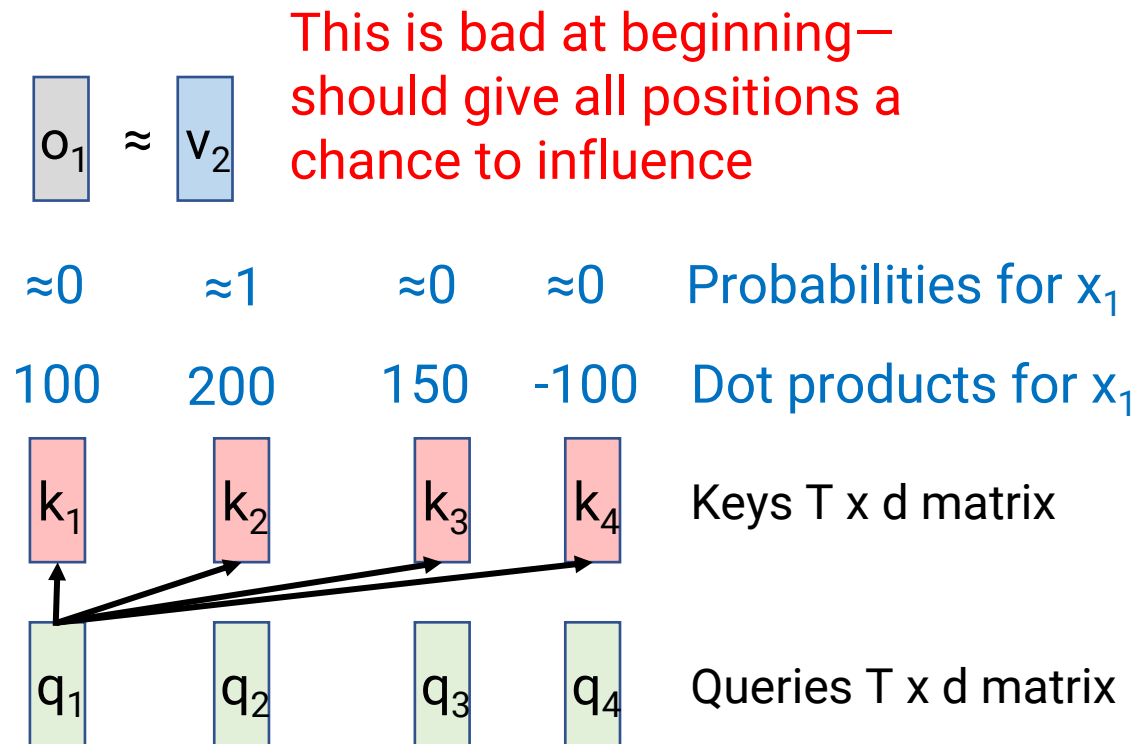 This is bad at beginning—
should give all positions a
chance to influence
o₁ ≈ v₂
≈0 ≈1 ≈0 ≈0 Probabilities for x₁
100 200 150 -100 Dot products for x₁
k₁ k₂ k₃ k₄ Keys T x d matrix
q₁ q₂ q₃ q₄ Queries T x d matrix